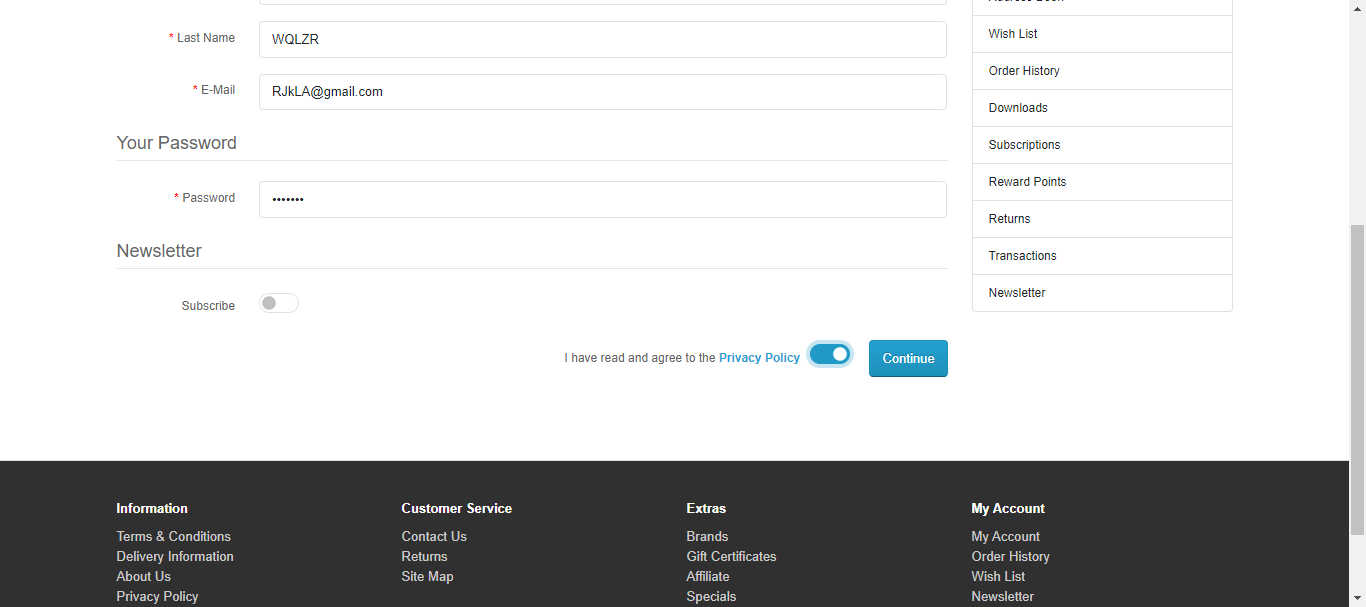 * Last Name WQLZR
* E-Mail RJkLA@gmail.com
Your Password
* Password •••••••
Newsletter
Subscribe
I have read and agree to the Privacy Policy Continue
Wish List
Order History
Downloads
Subscriptions
Reward Points
Returns
Transactions
Newsletter
Information
Terms & Conditions
Delivery Information
About Us
Privacy Policy
Customer Service
Contact Us
Returns
Site Map
Extras
Brands
Gift Certificates
Affiliate
Specials
My Account
My Account
Order History
Wish List
Newsletter